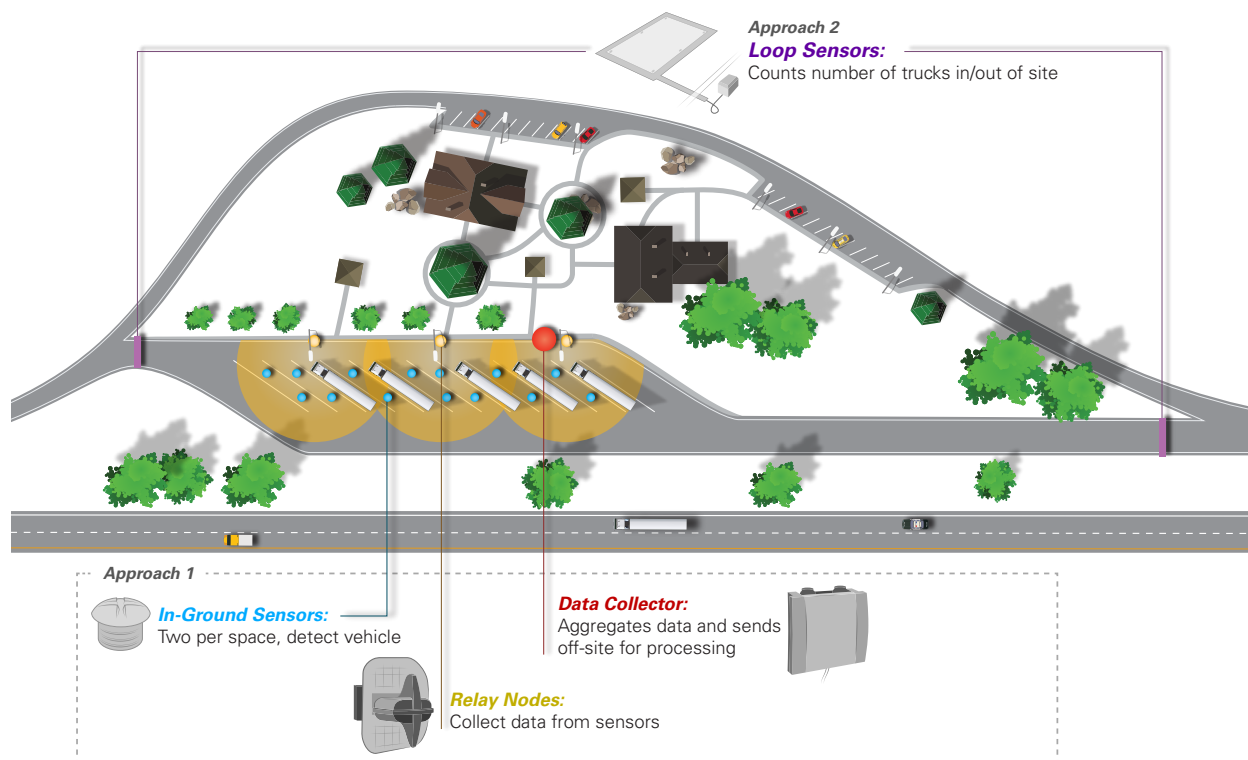 Approach 2
Loop Sensors:
Counts number of trucks in/out of site
Approach 1
In-Ground Sensors:
Two per space, detect vehicle
Data Collector:
Aggregates data and sends
off-site for processing
Relay Nodes:
Collect data from sensors